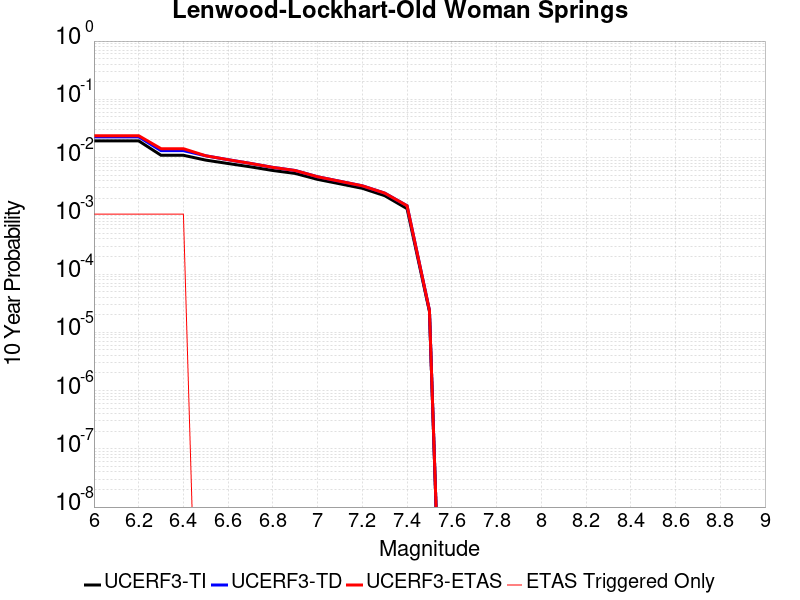 Lenwood-Lockhart-Old Woman Springs
10^0
10^-1
10^-2
10^-3
10^-4
10^-5
10^-6
10^-7
10^-8
10 Year Probability
6 6.2 6.4 6.6 6.8 7 7.2 7.4 7.6 7.8 8 8.2 8.4 8.6 8.8 9
Magnitude
UCERF3-TI UCERF3-TD UCERF3-ETAS ETAS Triggered Only